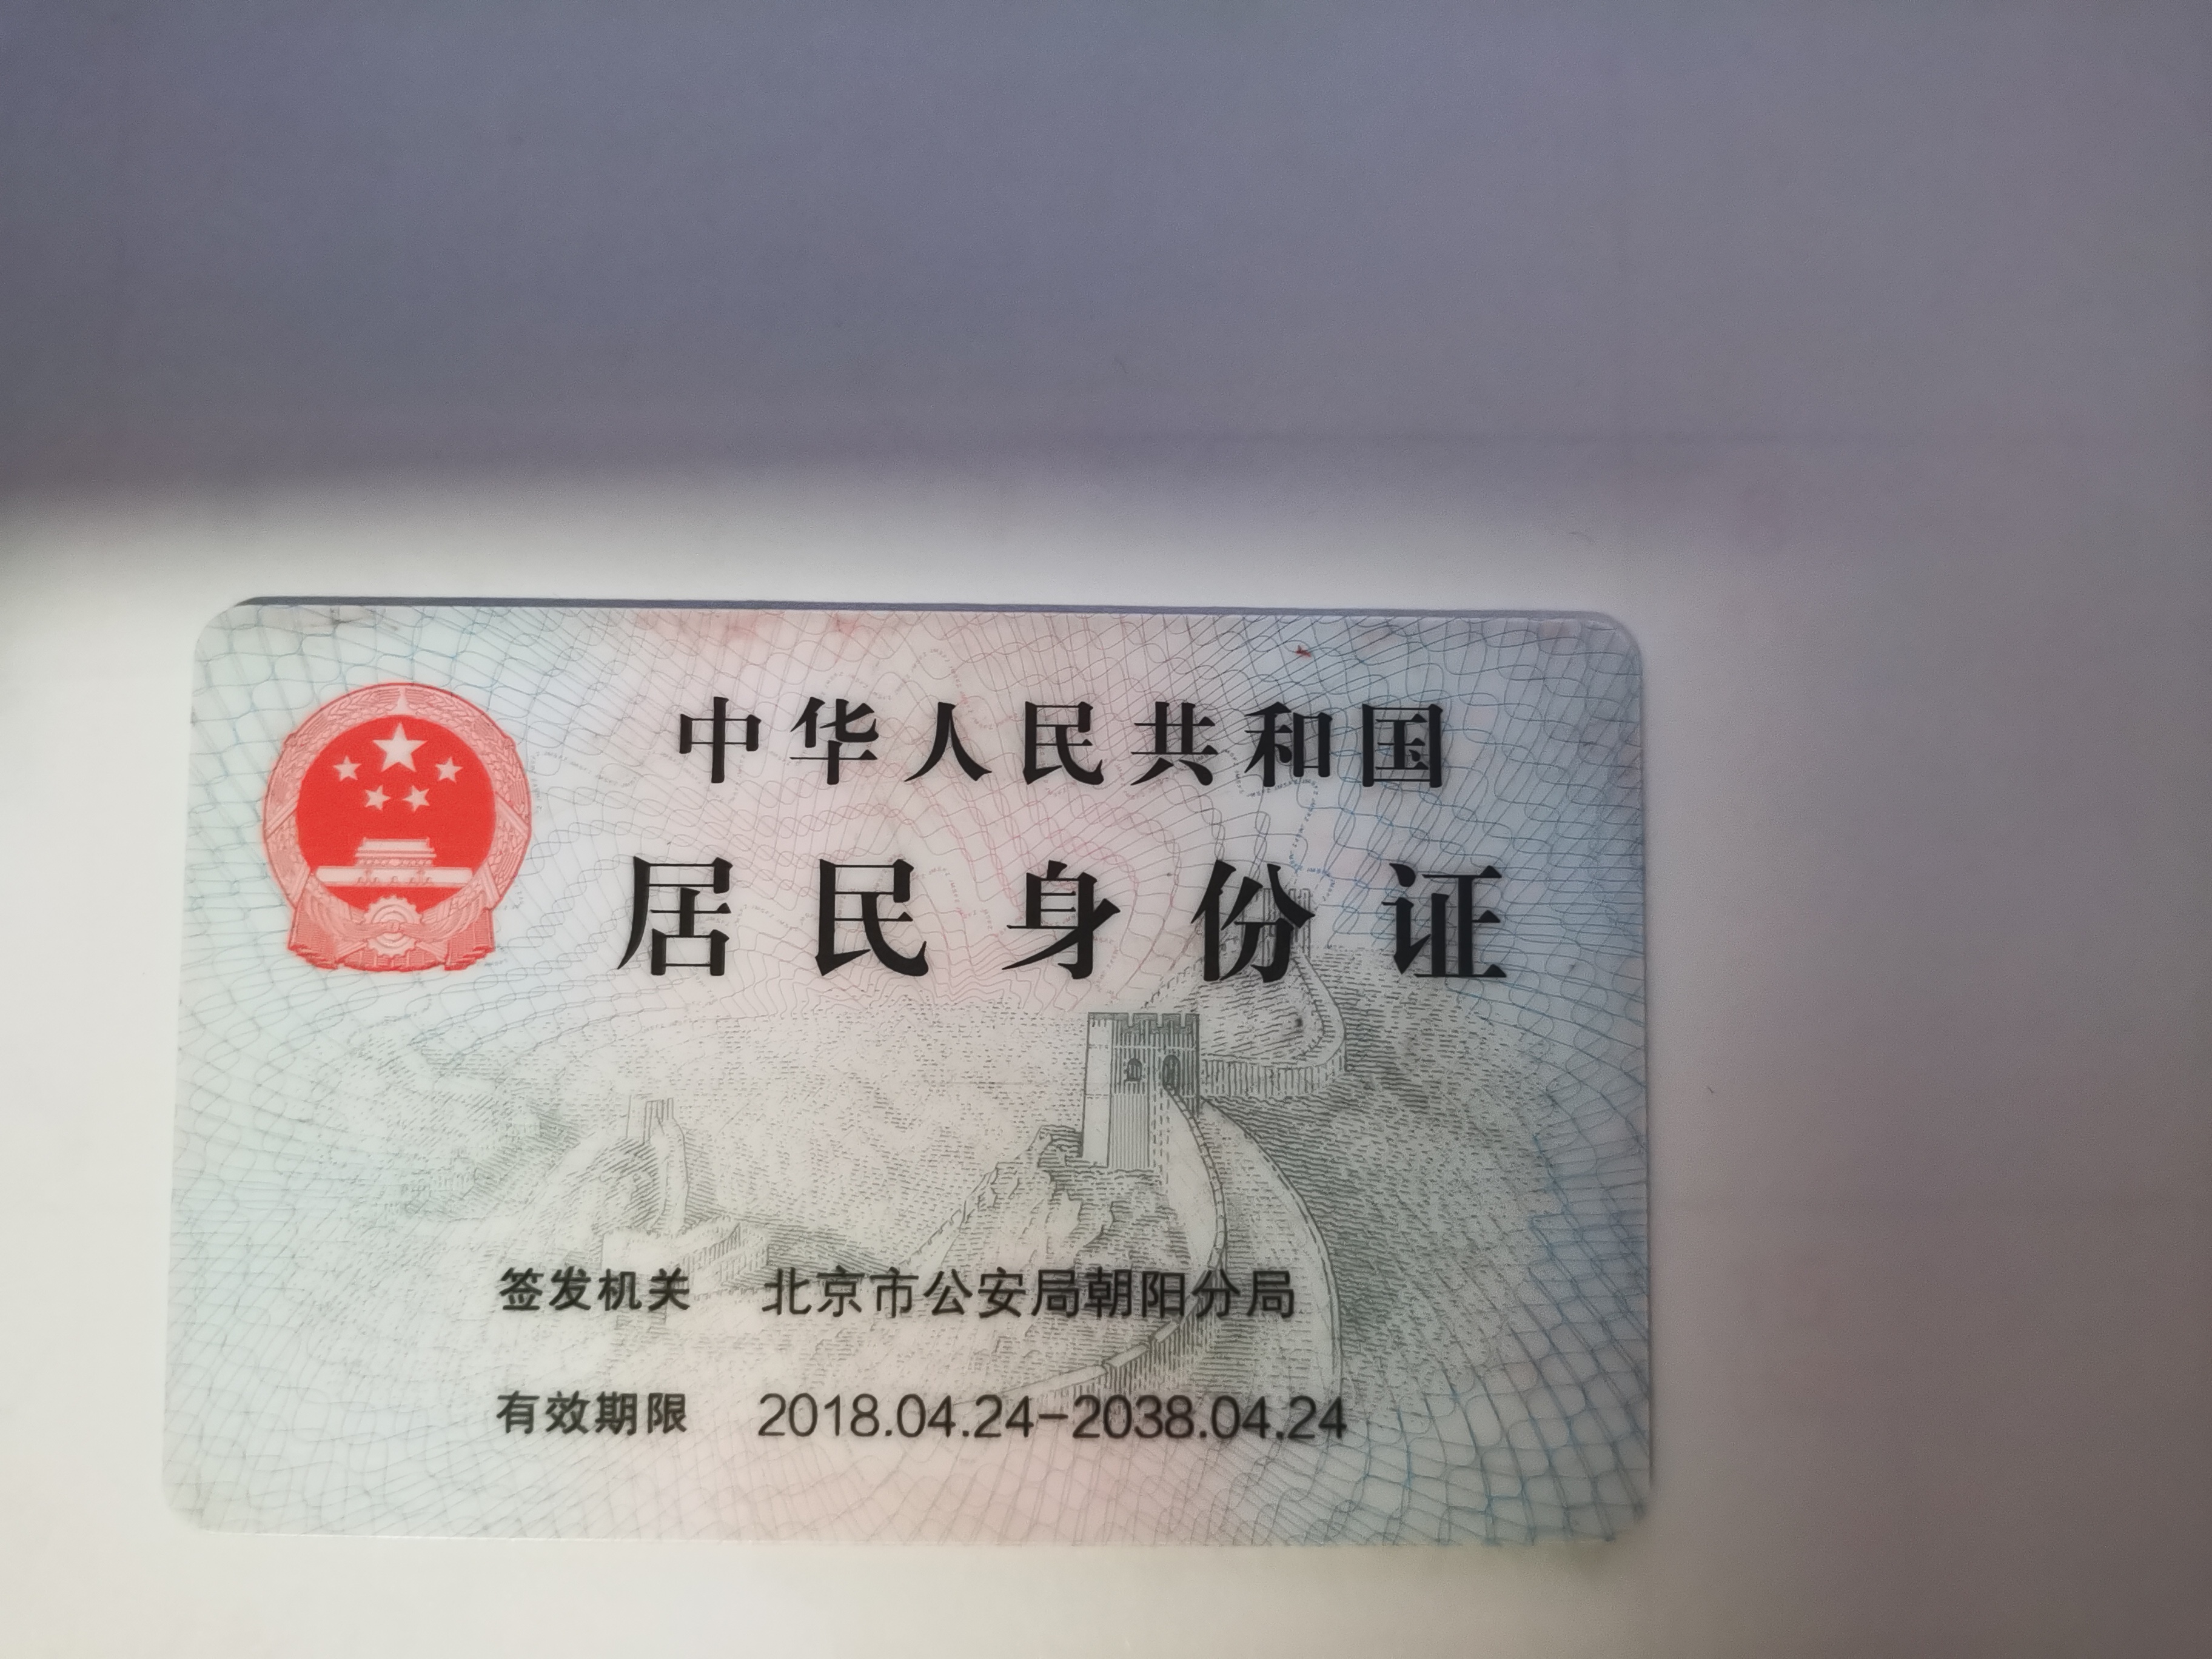 中华人民共和国
居民身份证
签发机关 北京市公安局朝阳分局
有效期限 2018.04.24-2038.04.24